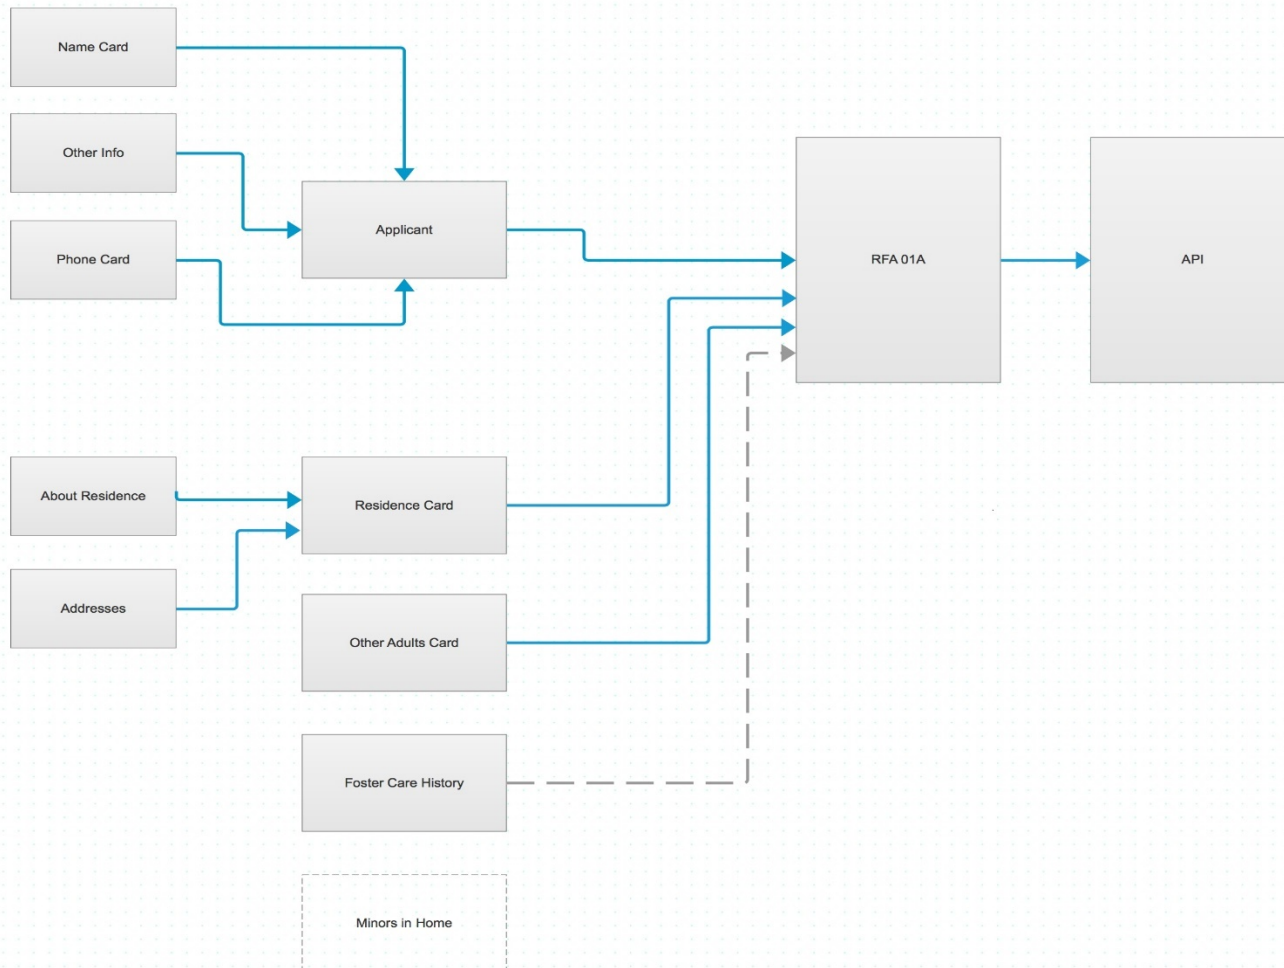 Name Card
Other Info
Phone Card
Applicant
RFA 01A
API
About Residence
Addresses
Residence Card
Other Adults Card
Foster Care History
Minors in Home